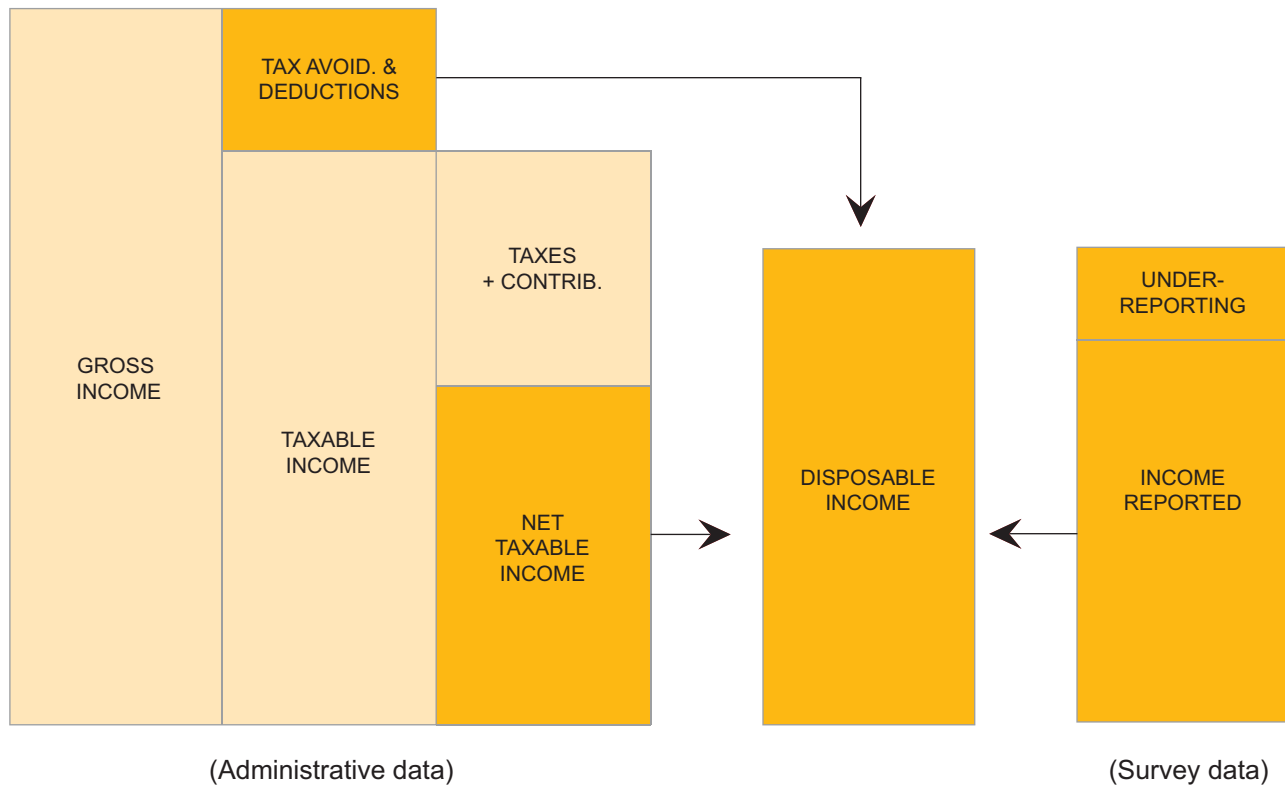 TAX AVOID. &
DEDUCTIONS
TAXES
+ CONTRIB.
UNDER-
REPORTING
GROSS
INCOME
TAXABLE
INCOME
DISPOSABLE
INCOME
INCOME
REPORTED
NET
TAXABLE
INCOME
(Administrative data)
(Survey data)